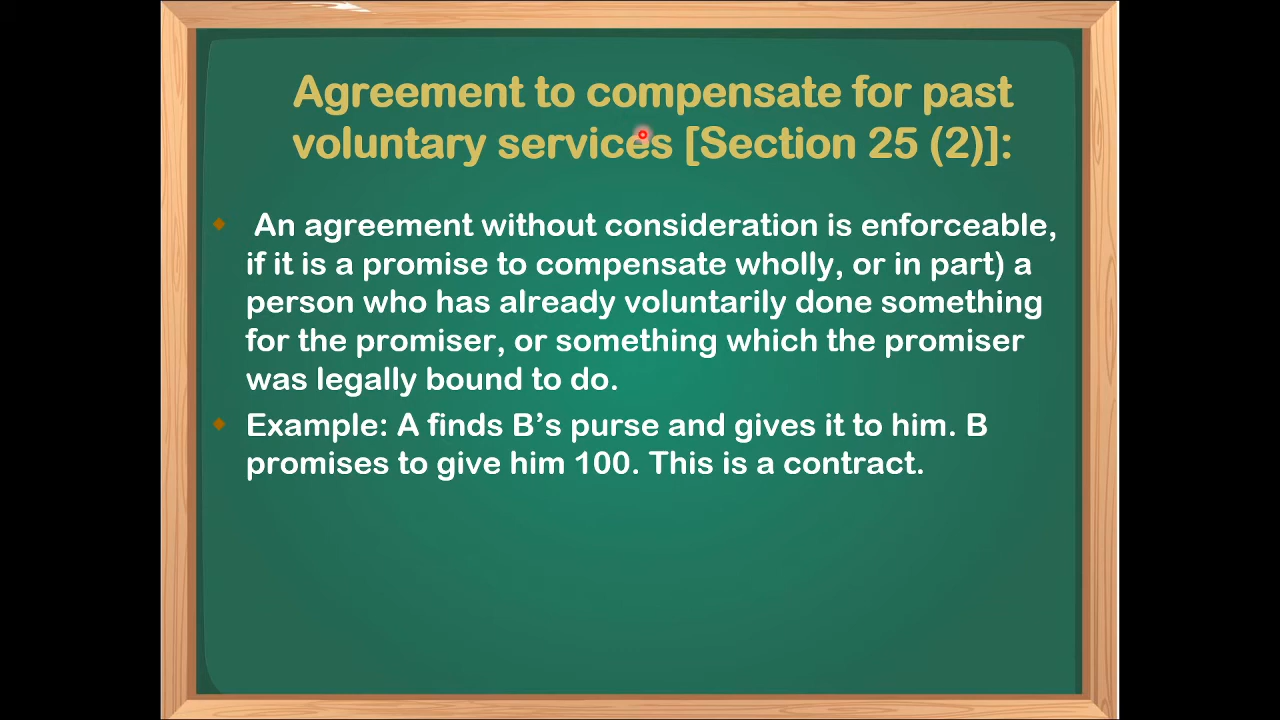 Agreement to compensate for past
voluntary services [Section 25 (2)]:
An agreement without consideration is enforceable,
if it is a promise to compensate wholly, or in part) a
person who has already voluntarily done something
for the promiser, or something which the promiser
was legally bound to do.
Example: A finds B’s purse and gives it to him. B
promises to give him 100. This is a contract.